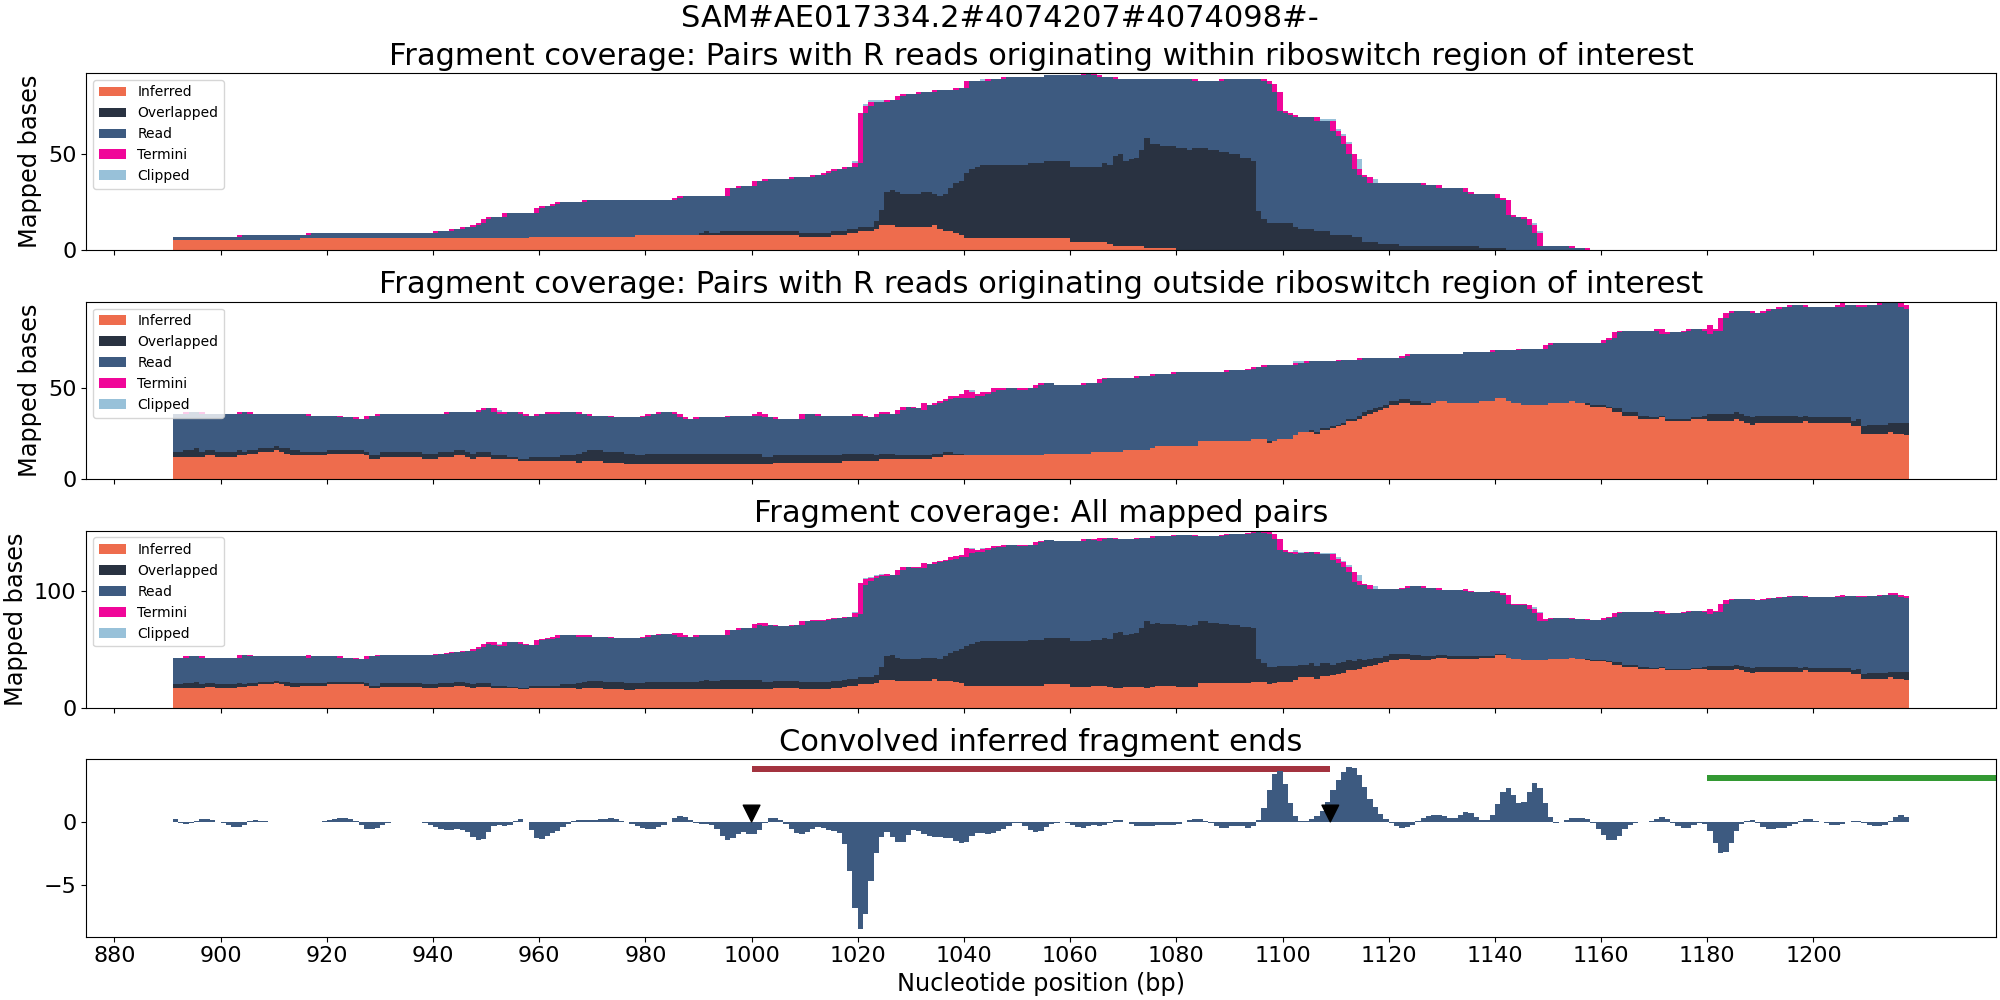 SAM#AE017334.2#4074207#4074098#-
Fragment coverage: Pairs with R reads originating within riboswitch region of interest
Mapped bases
50
0
Inferred
Overlapped
Read
Termini
Clipped
Fragment coverage: Pairs with R reads originating outside riboswitch region of interest
Mapped bases
50
0
Inferred
Overlapped
Read
Termini
Clipped
Fragment coverage: All mapped pairs
Mapped bases
100
0
Inferred
Overlapped
Read
Termini
Clipped
Convolved inferred fragment ends
0
−5
880 900 920 940 960 980 1000 1020 1040 1060 1080 1100 1120 1140 1160 1180 1200
Nucleotide position (bp)